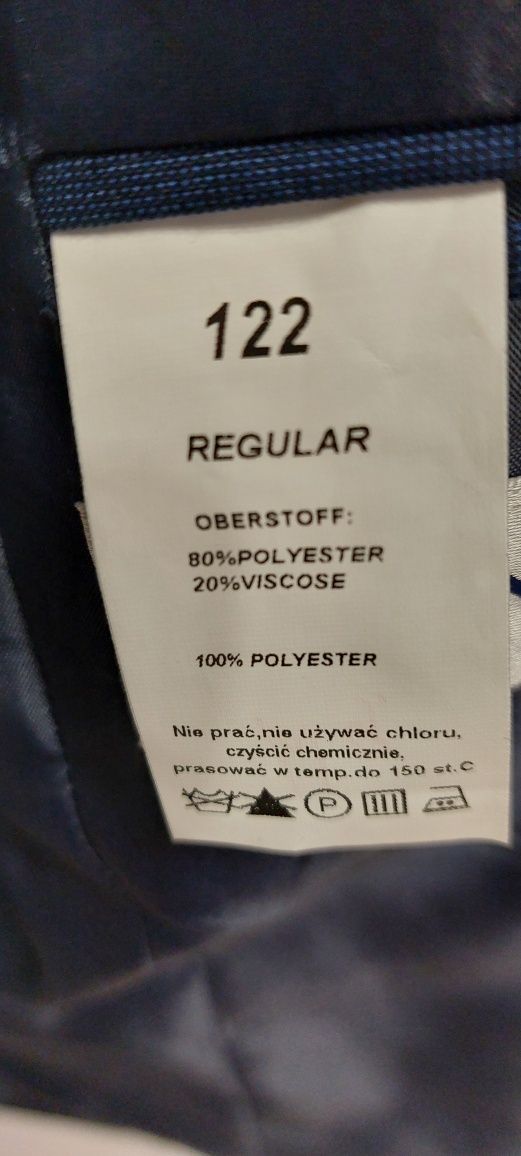 122
REGULAR
OBERSTOFF:
80%POLYESTER
20%VISCOSE
100% POLYESTER
Nie prać,nie używać chloru,
czyścić chemicznie,
prasować w temp.do 150 st.C
P